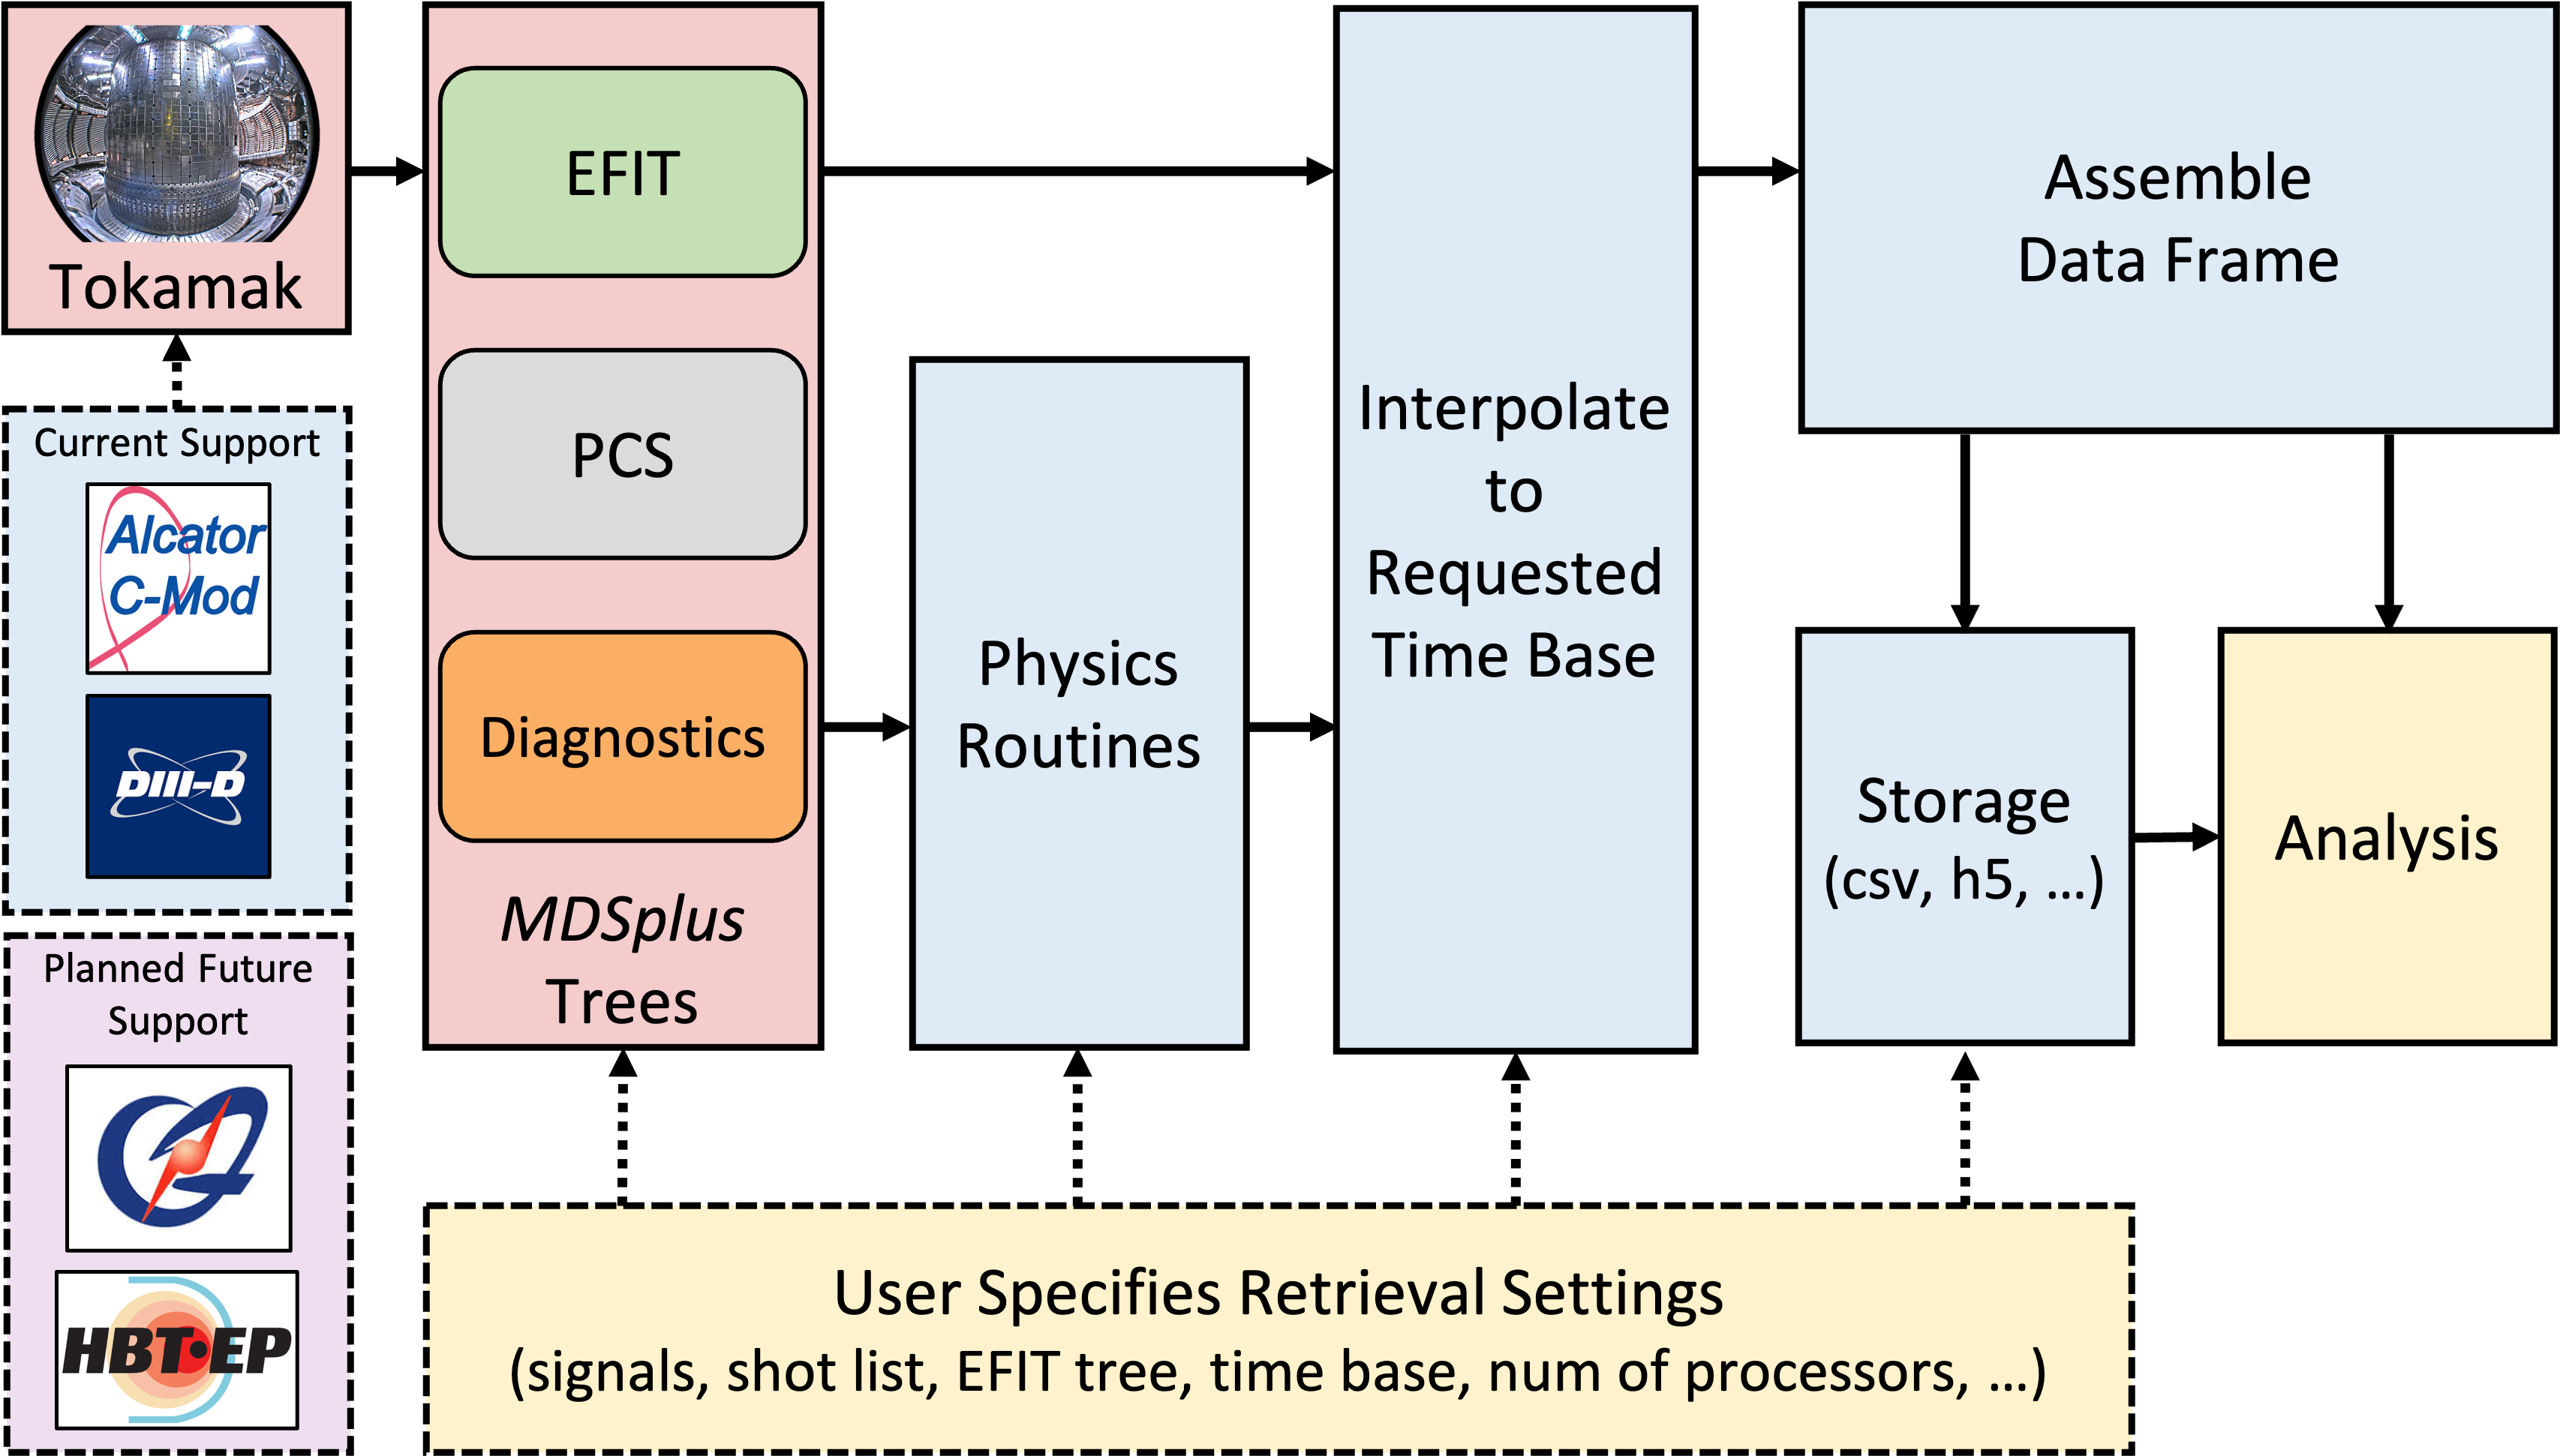 Tokamak
Current Support
Alcator
C-Mod
DIII-D
Planned Future
Support
HBT-EP
EFIT
PCS
Diagnostics
MDSplus
Trees
Physics
Routines
Interpolate
to
Requested
Time Base
Assemble
Data Frame
Storage
(csv, h5, ...)
Analysis
User Specifies Retrieval Settings
(signals, shot list, EFIT tree, time base, num of processors, ...)